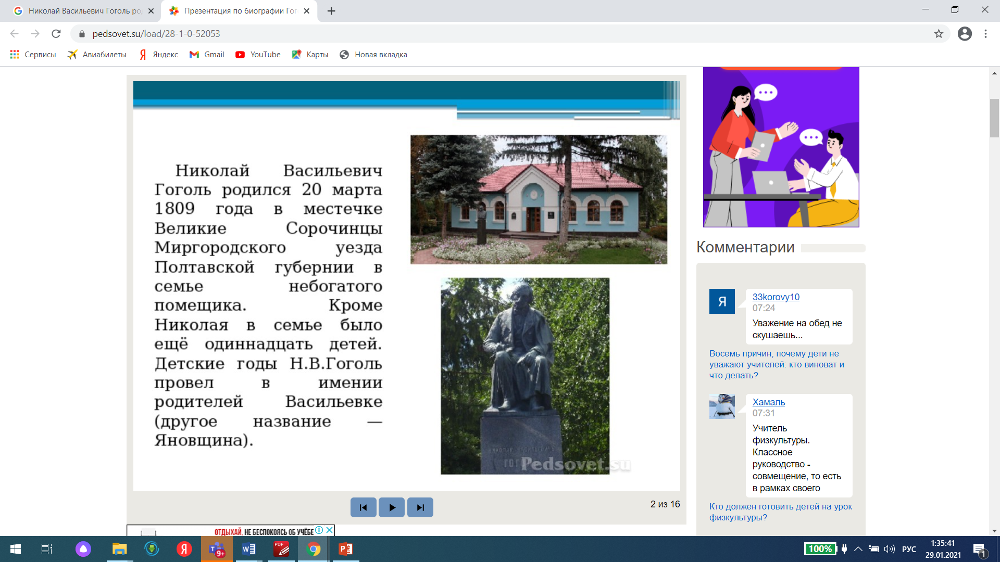 Николай Васильевич Гоголь род
Презентация по биографии Гог
pedsovet.su/load/28-1-0-52053
Сервисы
Авиабилеты
Яндекс
Gmail
YouTube
Карты
Новая вкладка
Николай Васильевич
Гоголь родился 20 марта
1809 года в местечке
Великие Сорочинцы
Миргородского уезда
Полтавской губернии в
семье небогатого
помещика. Кроме
Николая в семье было
ещё одиннадцать детей.
Детские годы Н.В.Гоголь
провел в имении
родителей Васильевке
(другое название —
Яновщина).
Pedsovet.su
2 из 16
ОТДЫХАЙ, НЕ БЕСПОКОЯСЬ ОБ УЧЁБЕ
Комментарии
Я
33korovy10
07:24
Уважение на обед не
скушаешь...
Восемь причин, почему дети не
уважают учителей: кто виноват и
что делать?
Хамаль
07:31
Учитель
физкультуры.
Классное
руководство -
совмещение, то есть
в рамках своего
Кто должен готовить детей на урок
физкультуры?
9+
PDF
100%
РУС
1:35:41
29.01.2021
1